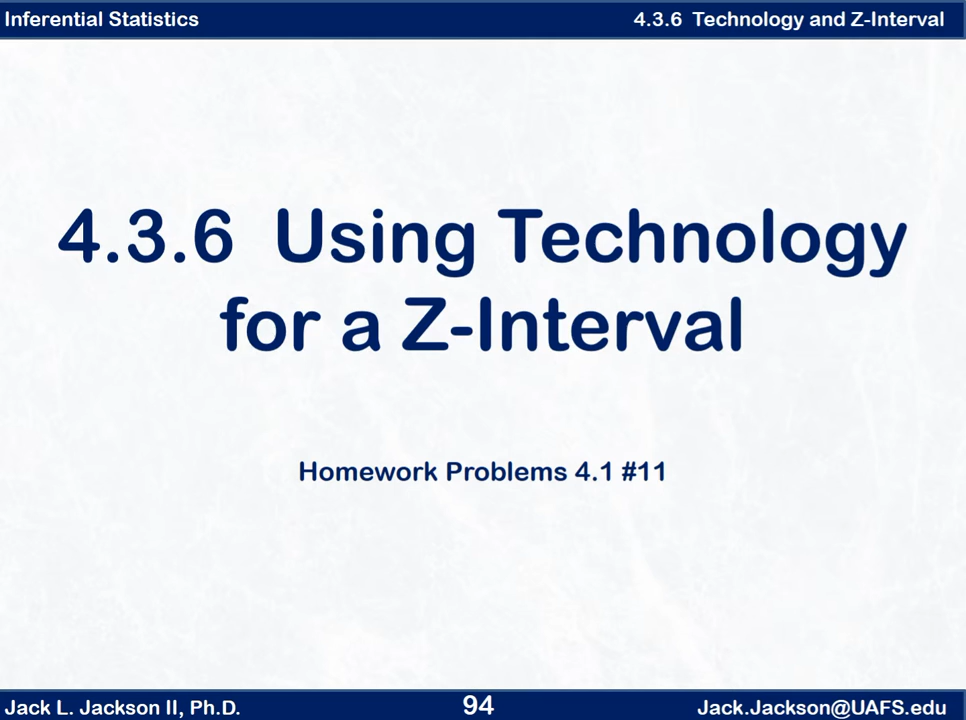 Inferential Statistics
4.3.6 Technology and Z-Interval
4.3.6 Using Technology
for a Z-Interval
Homework Problems 4.1 #11
Jack L. Jackson II, Ph.D.
94
Jack.Jackson@UAFS.edu